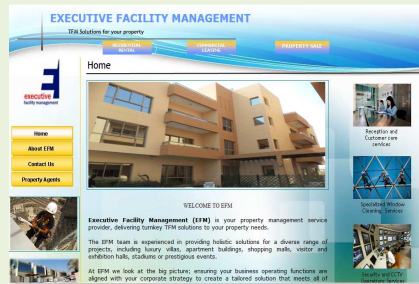 EXECUTIVE FACILITY MANAGEMENT
TFM Solutions for your property
RESIDENTIAL RENTAL
COMMERCIAL LEASING
PROPERTY SALE
Home
executive
facility management
Home
About EFM
Contact Us
Property Agents
Reception and
Customer care
services
Specialized Window
Cleaning Services
Security and CCTV
Operators Services
WELCOME TO EFM
Executive Facility Management (EFM) is your property management service
provider, delivering turnkey TFM solutions to your property needs.
The EFM team is experienced in providing holistic solutions for a diverse range of
projects, including luxury villas, apartment buildings, shopping malls, visitor and
exhibition halls, stadiums or prestigious events.
At EFM we look at the big picture; ensuring your business operating functions are
aligned with your corporate strategy to create a tailored solution that meets all of